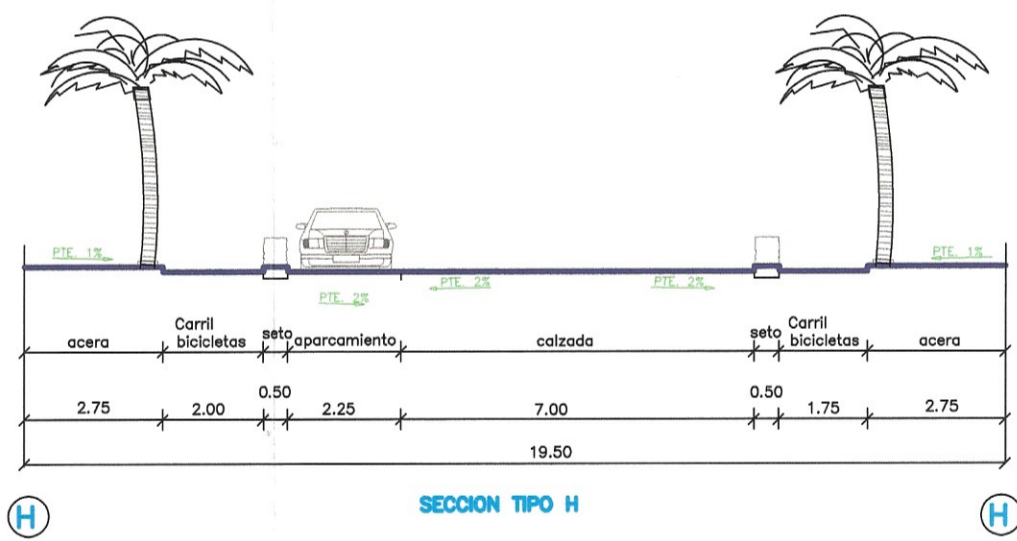 PTE. 1%
PTE. 1%
PTE. 2%
PTE. 2%
PTE. 2%
acera
Carril
bicicletas
seto
aparcamiento
calzada
seto
Carril
bicicletas
acera
2.75
2.00
0.50
2.25
7.00
0.50
1.75
2.75
19.50
H
SECCION TIPO H
H